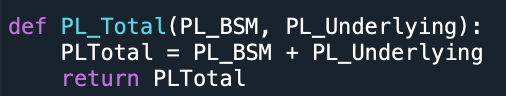 def PL_Total(PL_BSM, PL_Underlying):
    PLTotal = PL_BSM + PL_Underlying
    return PLTotal